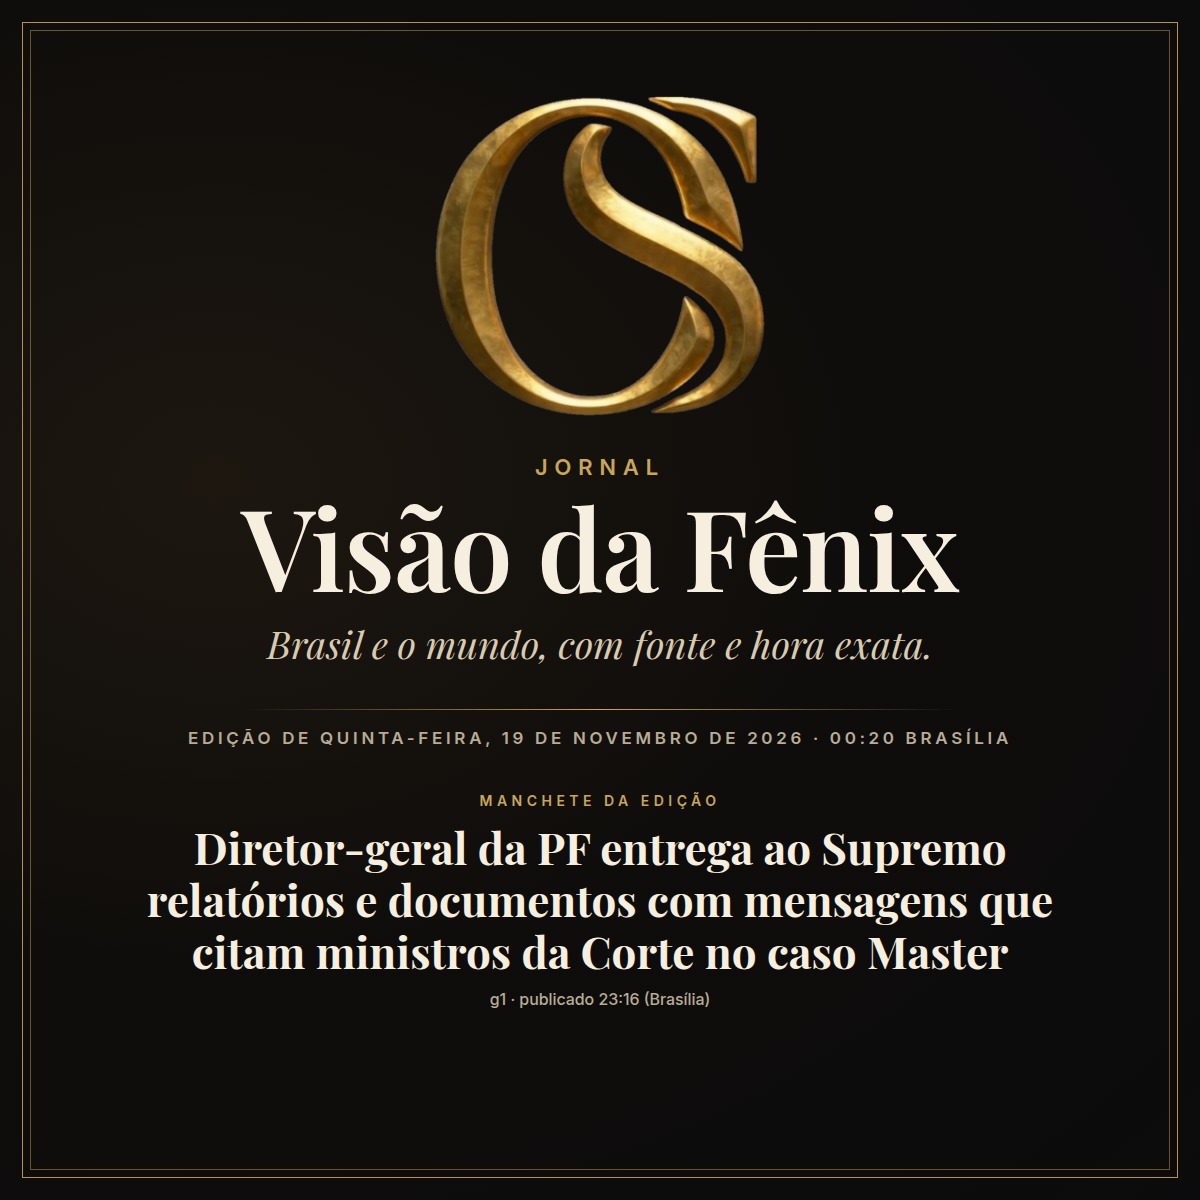 CS
JORNAL
Visão da Fênix
Brasil e o mundo, com fonte e hora exata.
EDIÇÃO DE QUINTA-FEIRA, 19 DE NOVEMBRO DE 2026 · 00:20 BRASÍLIA
MANCHETE DA EDIÇÃO
Diretor-geral da PF entrega ao Supremo
relatórios e documentos com mensagens que
citam ministros da Corte no caso Master
g1 · publicado 23:16 (Brasília)